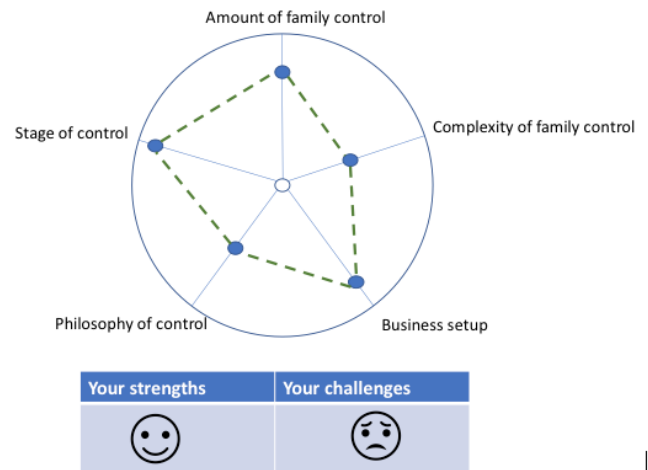 Amount of family control
Complexity of family control
Stage of control
Philosophy of control
Business setup
Your strengths
Your challenges